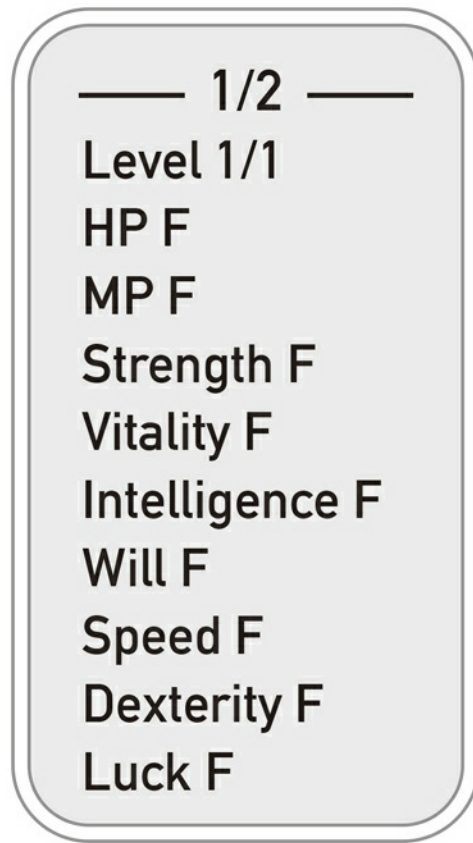 — 1/2 —
Level 1/1
HP F
MP F
Strength F
Vitality F
Intelligence F
Will F
Speed F
Dexterity F
Luck F